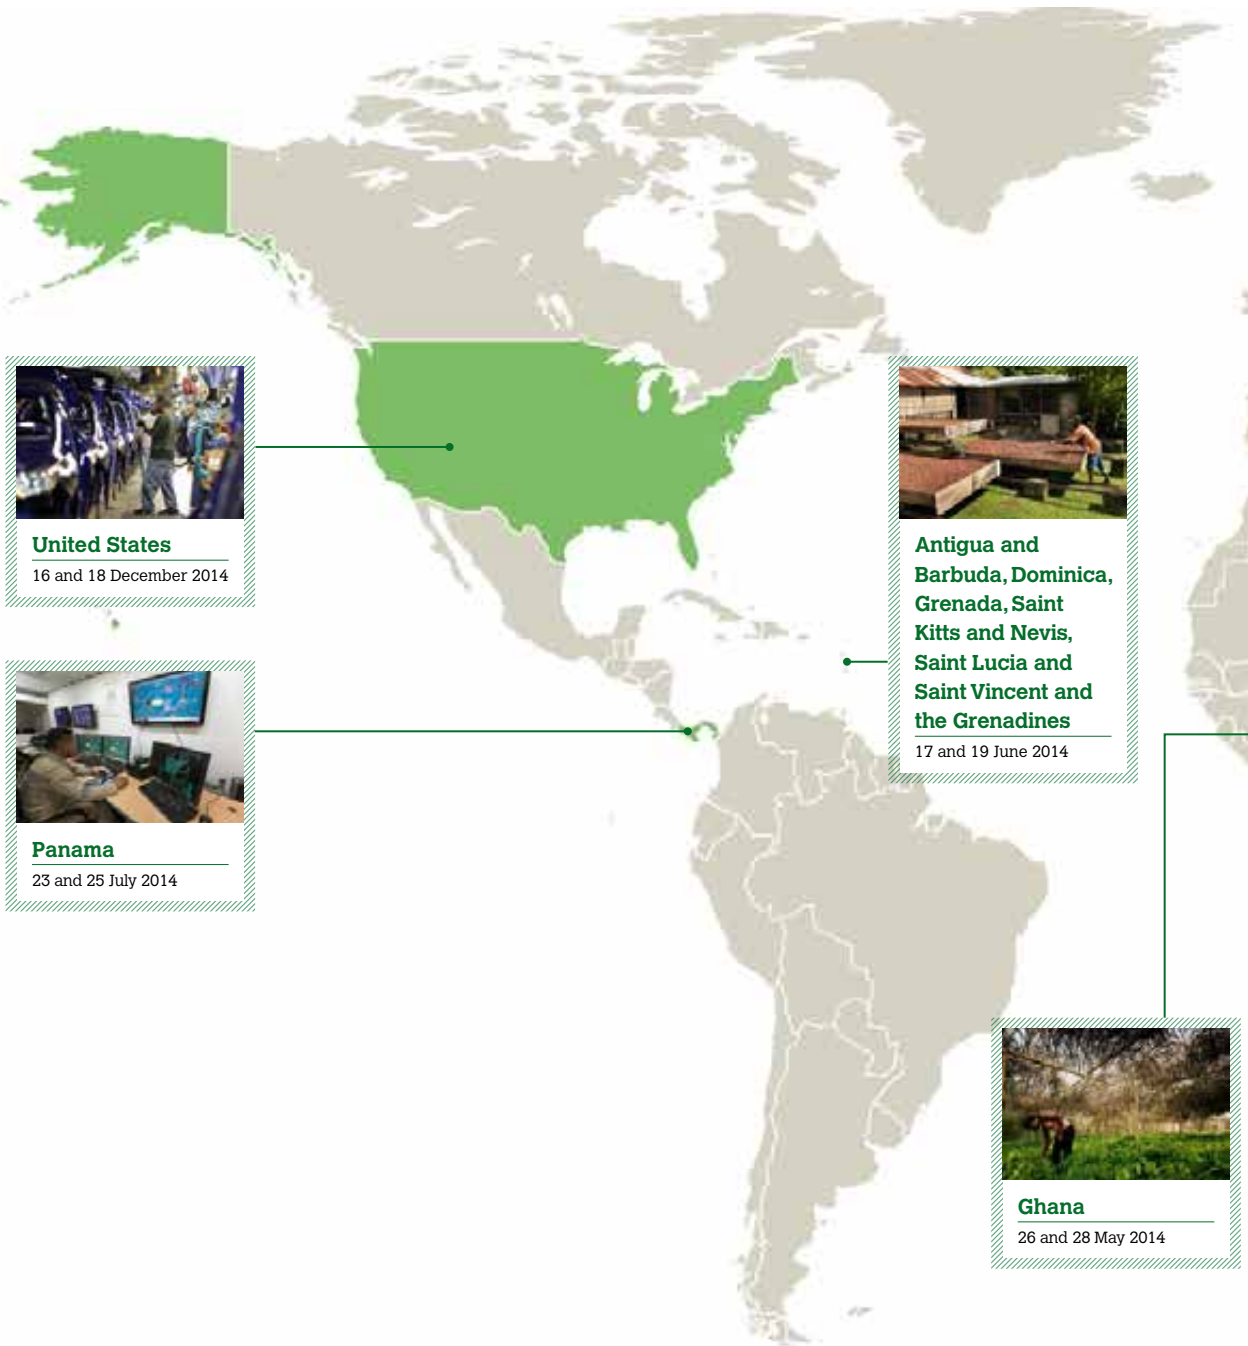 United States
16 and 18 December 2014
Antigua and
Barbuda, Dominica,
Grenada, Saint
Kitts and Nevis,
Saint Lucia and
Saint Vincent and
the Grenadines
17 and 19 June 2014
Panama
23 and 25 July 2014
Ghana
26 and 28 May 2014